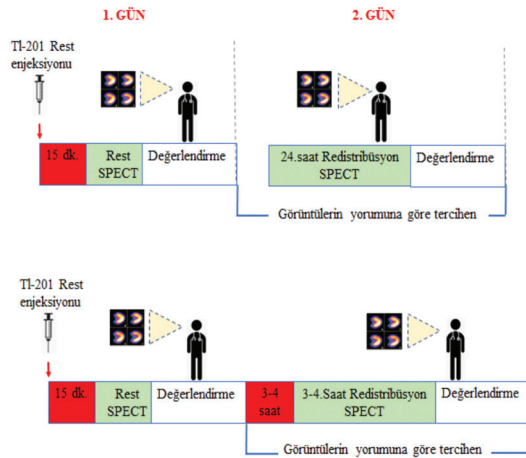 1. GÜN
2. GÜN
Tl-201 Rest
enjeksiyonu
15 dk.
Rest
SPECT
Değerlendirme
24.saat Redistribüsyon
SPECT
Değerlendirme
Görüntülerin yorumuna göre tercihen
Tl-201 Rest
enjeksiyonu
15 dk.
Rest
SPECT
Değerlendirme
3-4
saat
3-4.Saat Redistribüsyon
SPECT
Değerlendirme
Görüntülerin yorumuna göre tercihen